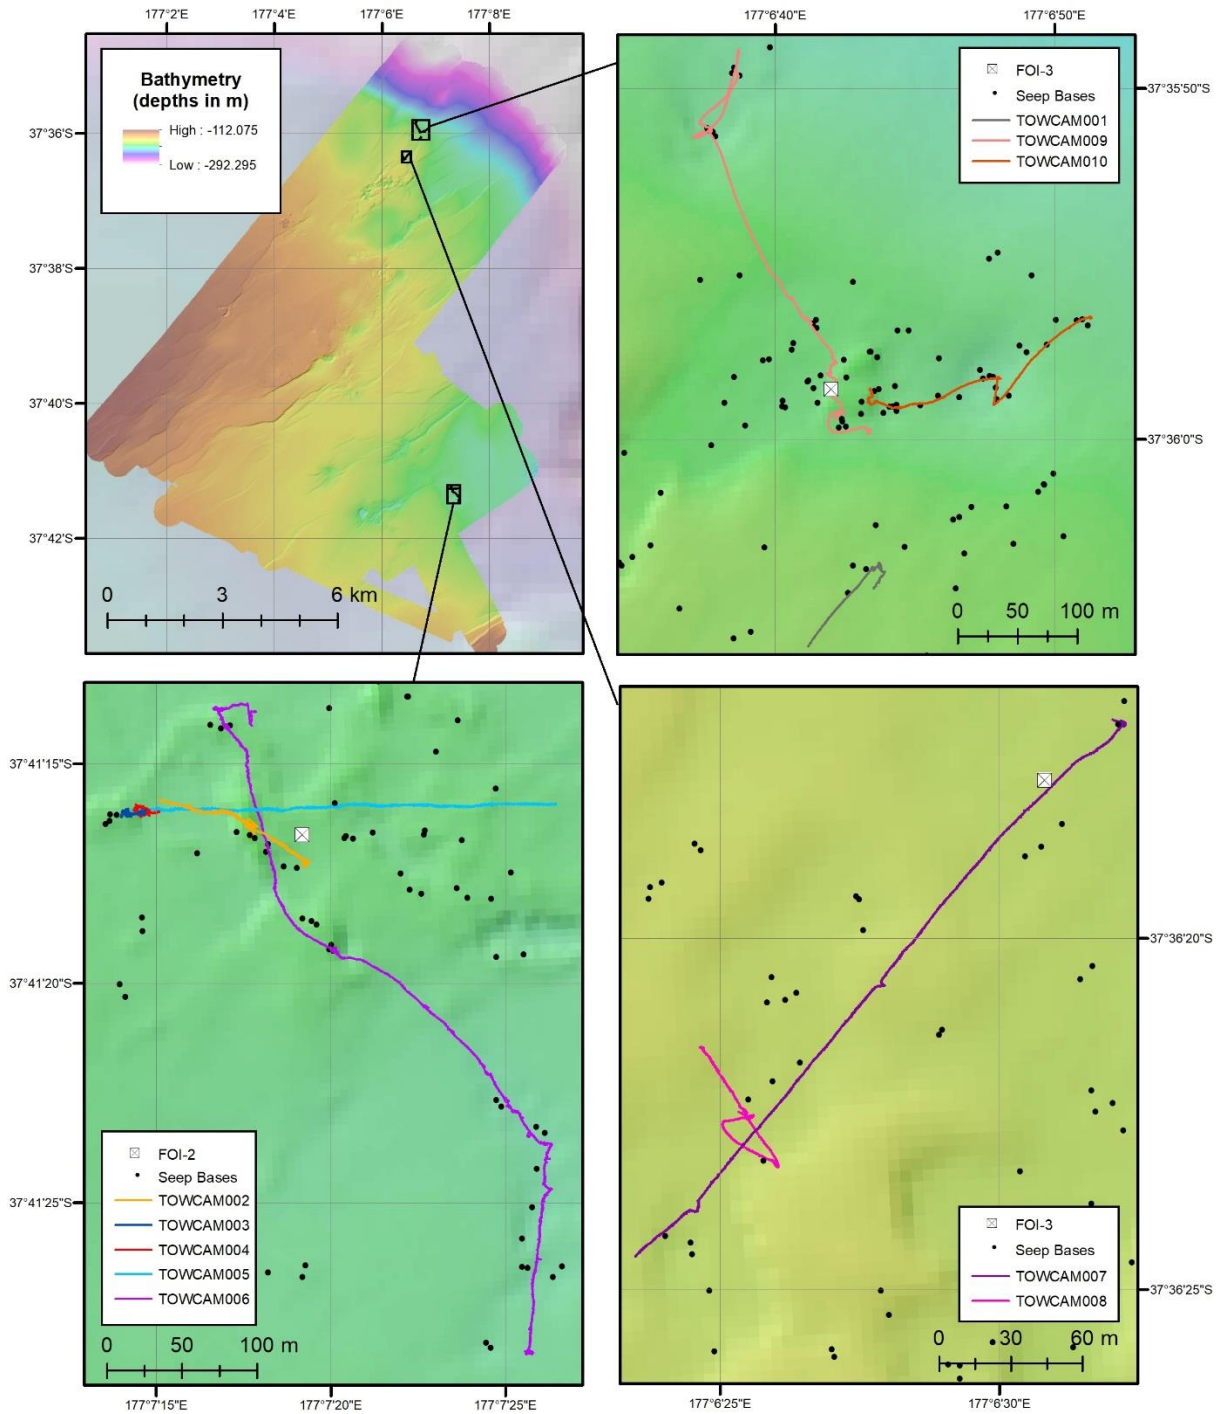 177°2'E 177°4'E 177°6'E 177°8'E
177°6'40"E 177°6'50"E
Bathymetry
(depths in m)
High : -112.075
Low : -292.295
37°36'S
37°38'S
37°40'S
37°42'S
0 3 6 km
FOI-3
Seep Bases
TOWCAM001
TOWCAM009
TOWCAM010
37°35'50"S
37°36'0"S
0 50 100 m
37°41'15"S
37°41'20"S
37°41'25"S
FOI-2
Seep Bases
TOWCAM002
TOWCAM003
TOWCAM004
TOWCAM005
TOWCAM006
0 50 100 m
177°7'15"E 177°7'20"E 177°7'25"E
37°36'20"S
37°36'25"S
FOI-3
Seep Bases
TOWCAM007
TOWCAM008
0 30 60 m
177°6'25"E 177°6'30"E